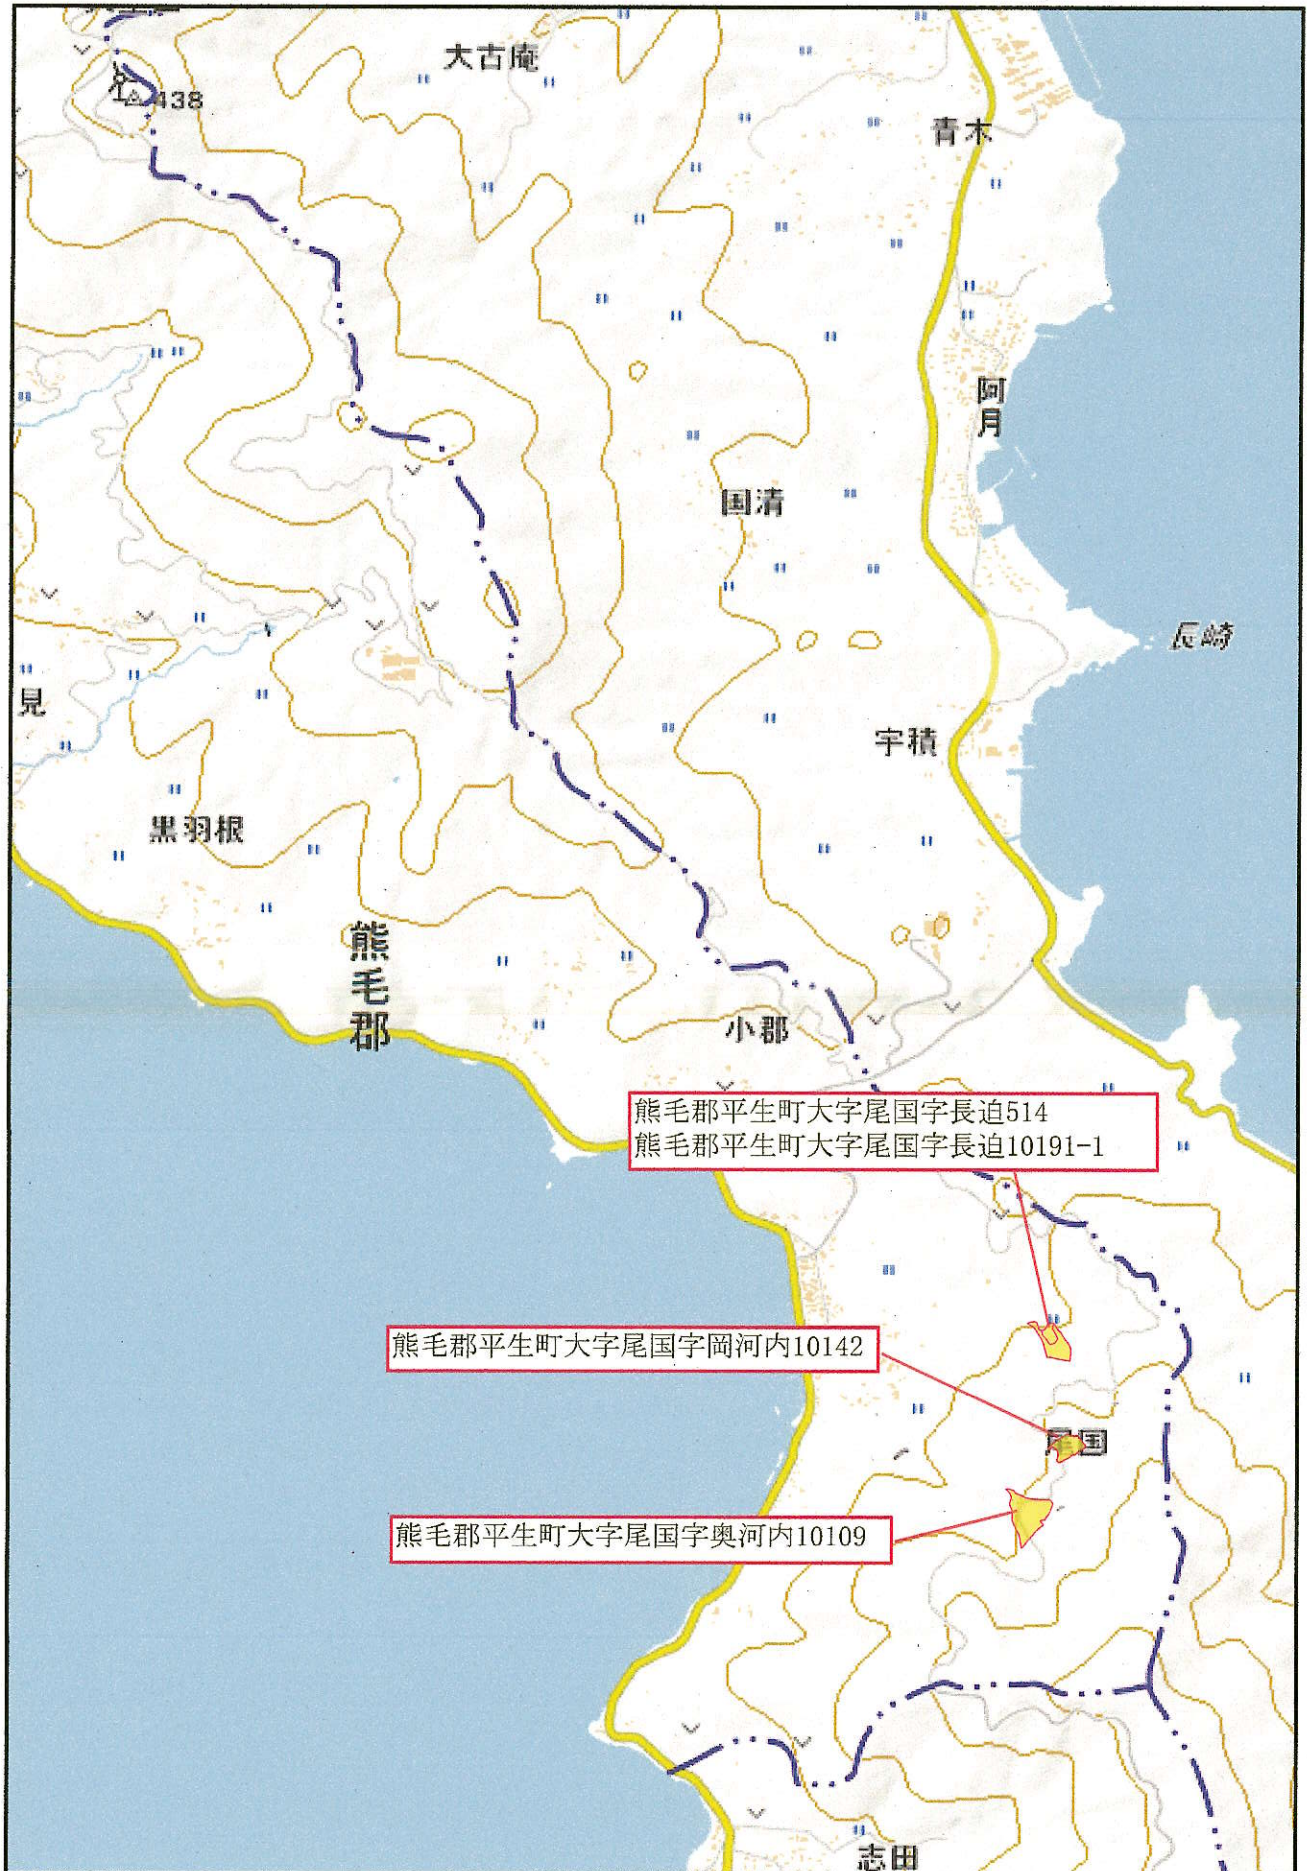 大古庵
438
青木
阿月
国清
長崎
見
宇積
黒羽根
熊毛郡
小郡
熊毛郡平生町大字尾国字長迫514
熊毛郡平生町大字尾国字長迫10191-1
熊毛郡平生町大字尾国字岡河内10142
尾国
熊毛郡平生町大字尾国字奥河内10109
志田